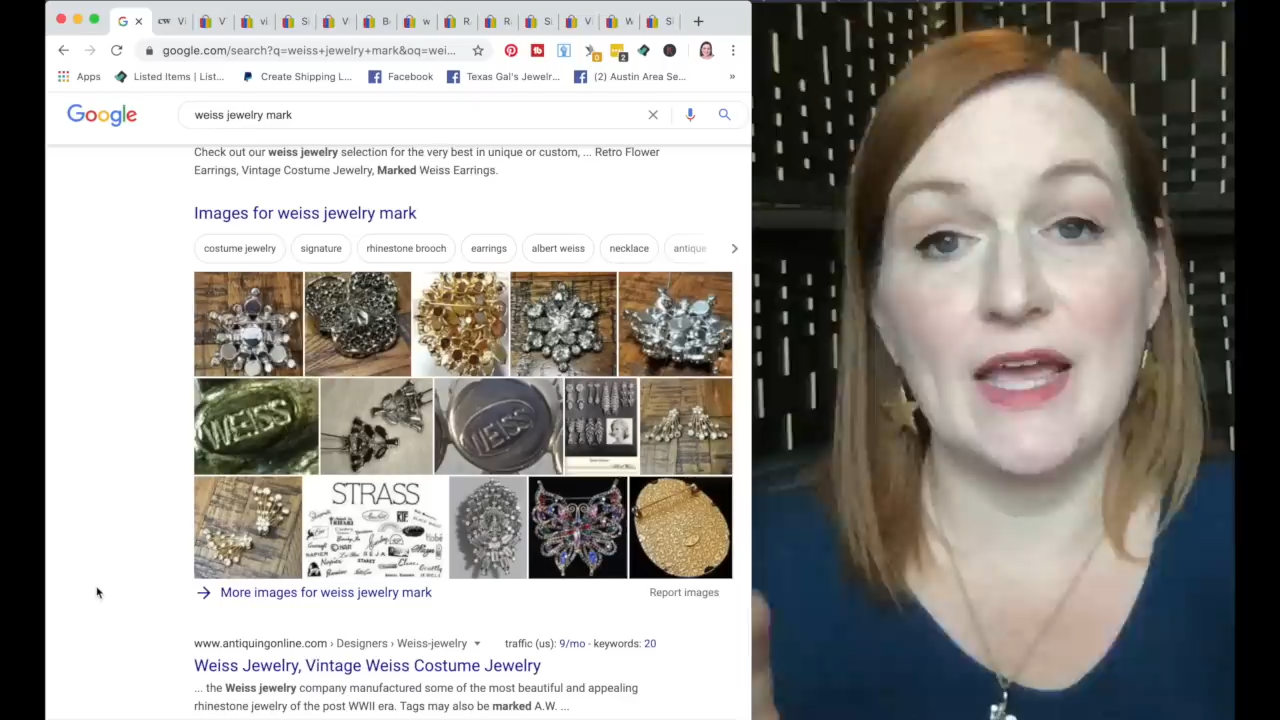 G
google.com/search?q=weiss+jewelry+mark&oq=wei...
0
2
Apps
Listed Items | List...
Create Shipping L...
Facebook
Texas Gal's Jewelr...
(2) Austin Area Se...
»
Google
weiss jewelry mark
Check out our weiss jewelry selection for the very best in unique or custom, ... Retro Flower
Earrings, Vintage Costume Jewelry, Marked Weiss Earrings.
Images for weiss jewelry mark
costume jewelry
signature
rhinestone brooch
earrings
albert weiss
necklace
antique
WEISS
WEISS
STRASS
More images for weiss jewelry mark
Report images
www.antiquingonline.com › Designers › Weiss-jewelry
traffic (us): 9/mo - keywords: 20
Weiss Jewelry, Vintage Weiss Costume Jewelry
... the Weiss jewelry company manufactured some of the most beautiful and appealing
rhinestone jewelry of the post WWII era. Tags may also be marked A.W. ...